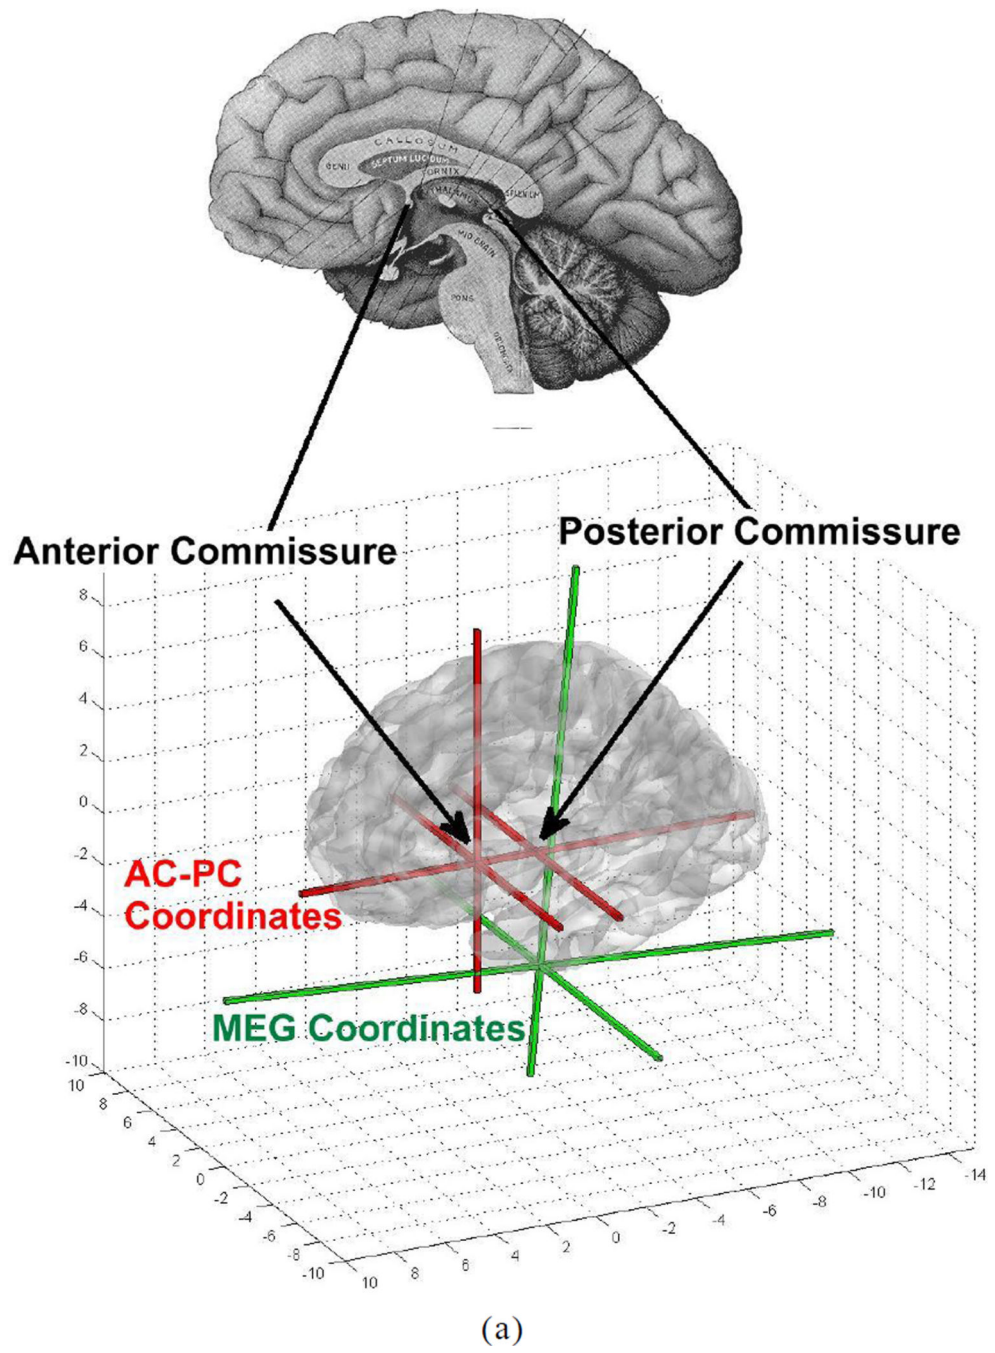 CALLOSUM
GENU
SEPTUM LUCIDUM
FORNIX
THALAMUS
SPLENIUM
MID BRAIN
PONS
Anterior Commissure
Posterior Commissure
8
6
4
2
0
-2
-4
-6
-8
-10
AC-PC
Coordinates
MEG Coordinates
10
8
6
4
2
0
-2
-4
-6
-8
-10
10
8
6
4
2
0
-2
-4
-6
-8
-10
-12
-14
(a)